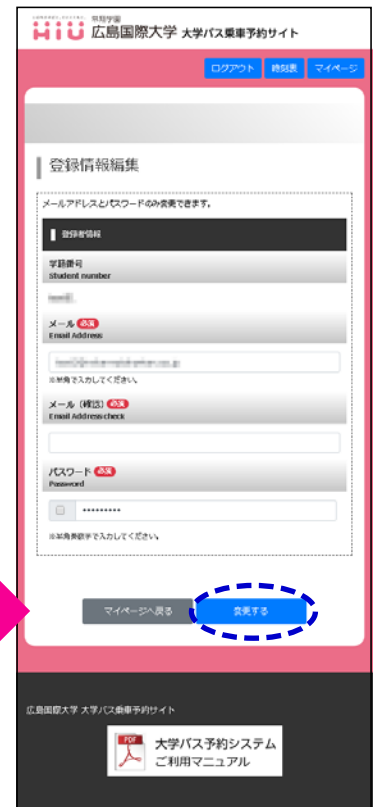 常翔学園
HIU 広島国際大学 大学バス乗車予約サイト
ログアウト 時刻表 マイページ
登録情報編集
メールアドレスとパスワードのみ変更できます。
登録者情報
学籍番号
Student number
メール 必須
Email Address
※半角で入力してください。
メール（確認） 必須
Email Address check
パスワード 必須
Password
•••••••••
※半角英数字で入力してください。
マイページへ戻る 変更する
広島国際大学 大学バス乗車予約サイト
PDF
大学バス予約システム
ご利用マニュアル